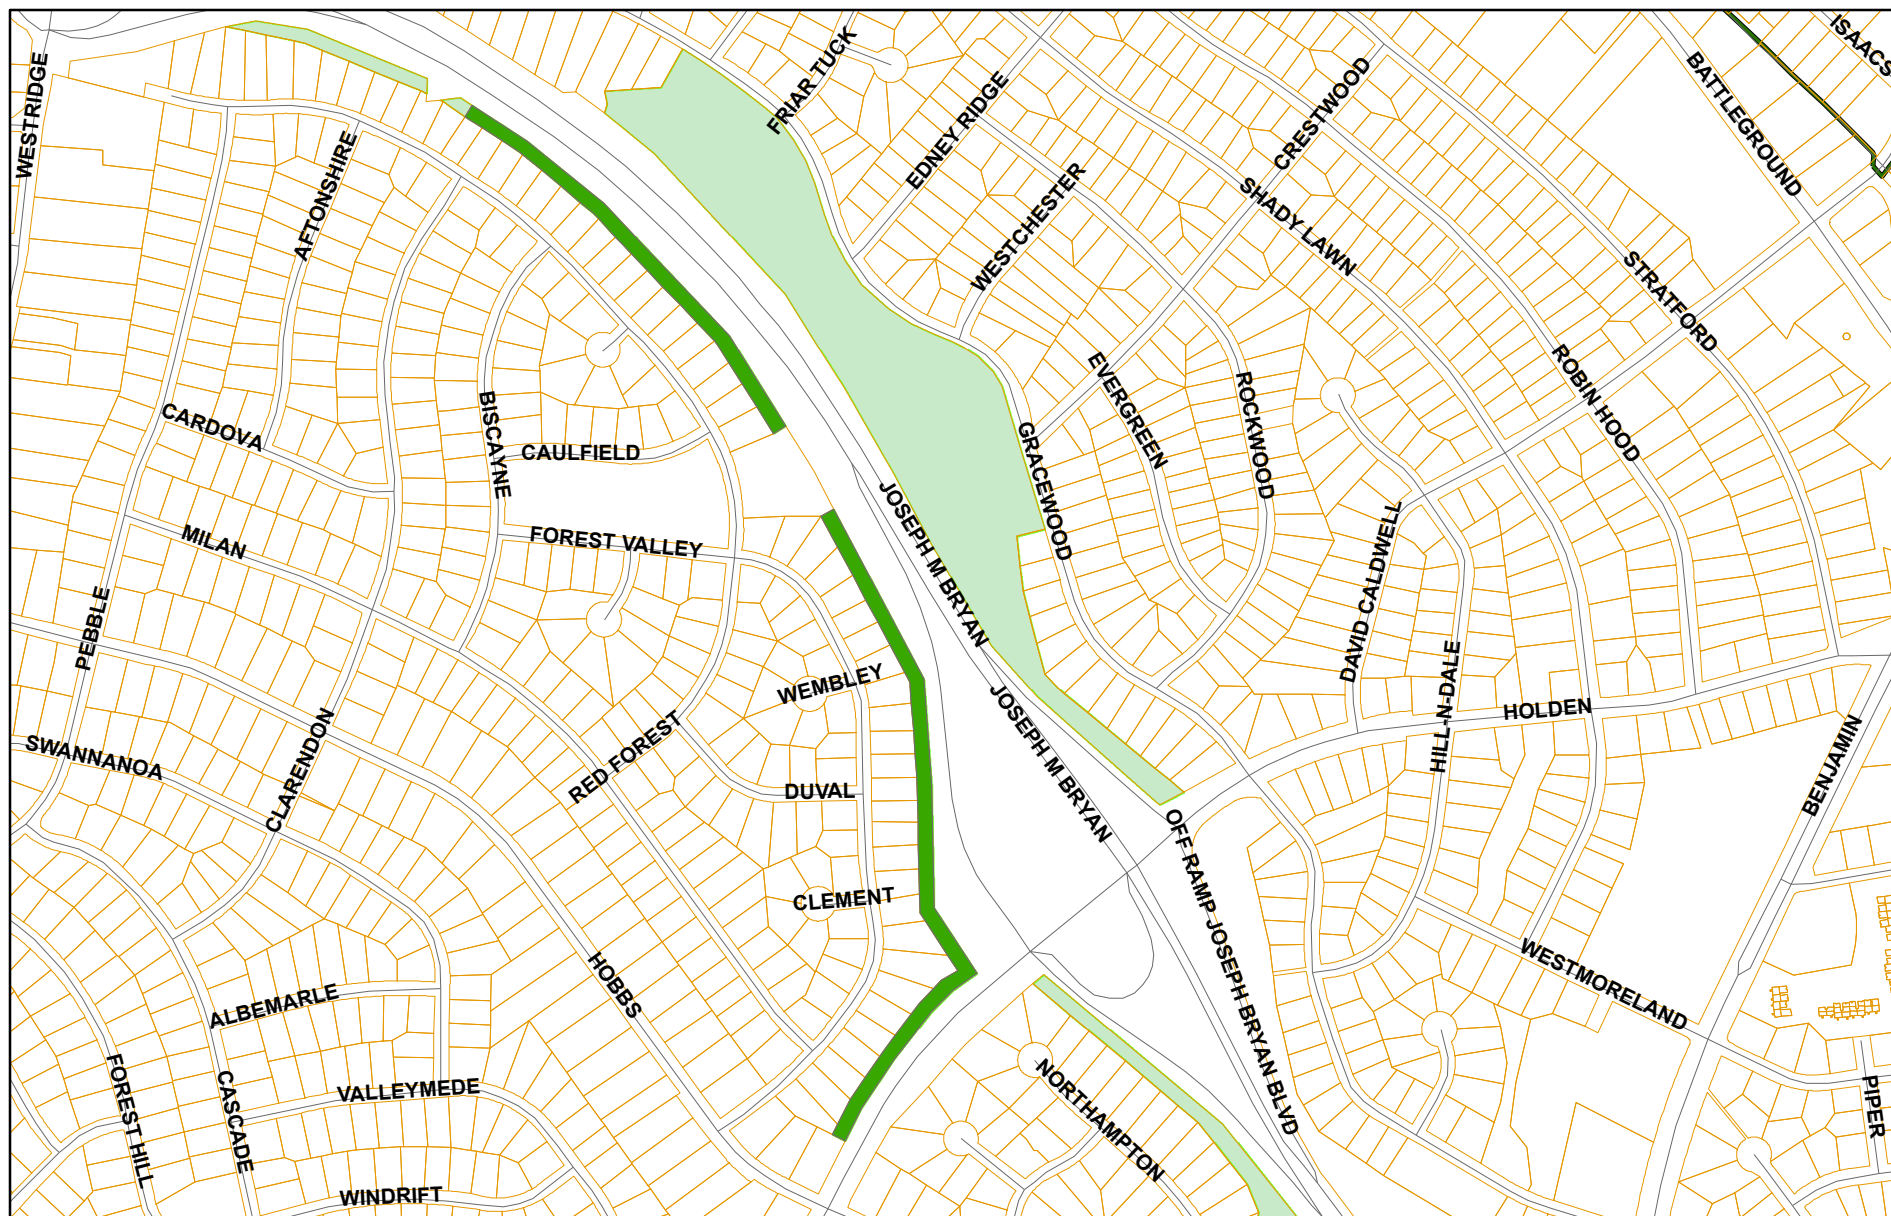 ISAACS
WESTRIDGE
FRIAR TUCK
BATTLEGROUND
EDNEY RIDGE
CRESTWOOD
AFTONSHIRE
WESTCHESTER
SHADY LAWN
STRATFORD
ROBIN HOOD
EVERGREEN
ROCKWOOD
CARDOVA
BISCAYNE
CAULFIELD
GRACEWOOD
MILAN
FOREST VALLEY
JOSEPH M BRYAN
DAVID CALDWELL
PEBBLE
WEMBLEY
HILL-N-DALE
HOLDEN
JOSEPH M BRYAN
SWANNANOA
CLARENDON
RED FOREST
DUVAL
BENJAMIN
OFF RAMP JOSEPH BRYAN BLVD
CLEMENT
WESTMORELAND
HOBBS
ALBEMARLE
FOREST HILL
CASCADE
VALLEYMEDE
NORTHAMPTON
PIPER
WINDRIFT